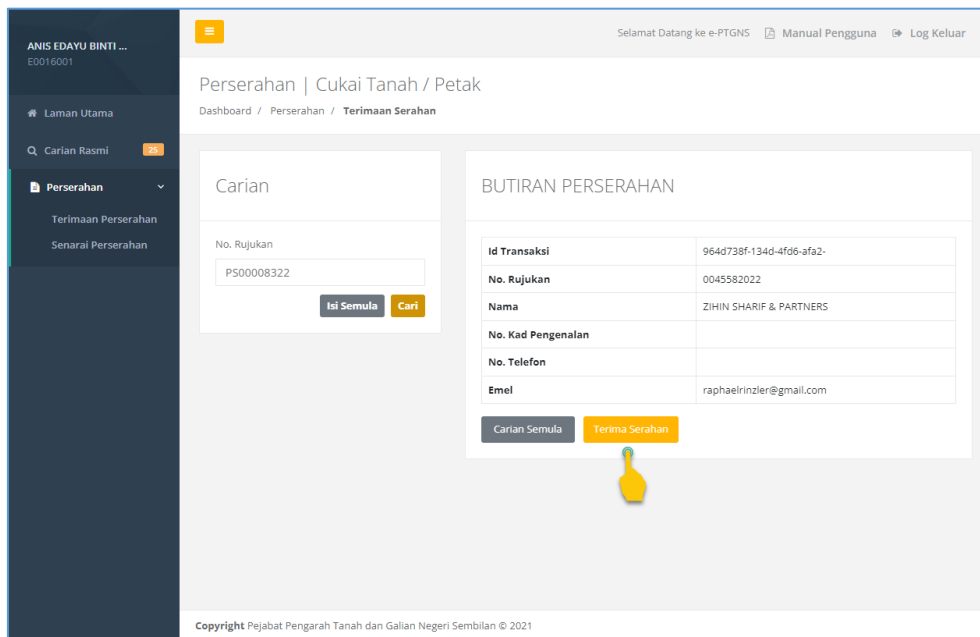 ANIS EDAYU BINTI ...
E0016001
Laman Utama
Carian Rasmi 25
Perserahan
Terimaan Perserahan
Senarai Perserahan
Selamat Datang ke e-PTGNS Manual Pengguna Log Keluar
Perserahan | Cukai Tanah / Petak
Dashboard / Perserahan / Terimaan Serahan
Carian
No. Rujukan
PS00008322
Isi Semula Cari
BUTIRAN PERSERAHAN
Id Transaksi 964d738f-134d-4fd6-afa2-
No. Rujukan 0045582022
Nama ZIHIN SHARIF & PARTNERS
No. Kad Pengenalan
No. Telefon
Emel raphaelrinzler@gmail.com
Carian Semula Terima Serahan
Copyright Pejabat Pengarah Tanah dan Galian Negeri Sembilan © 2021